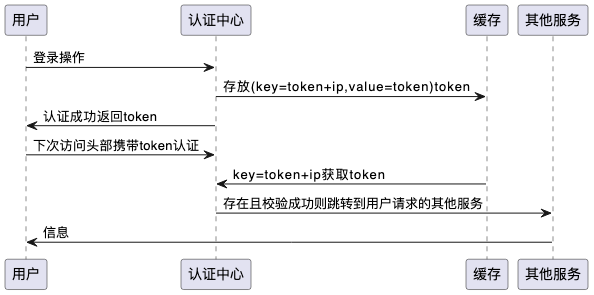 用户 认证中心 缓存 其他服务
登录操作
存放(key=token+ip,value=token)token
认证成功返回token
下次访问头部携带token认证
key=token+ip获取token
存在且校验成功则跳转到用户请求的其他服务
信息
用户 认证中心 缓存 其他服务